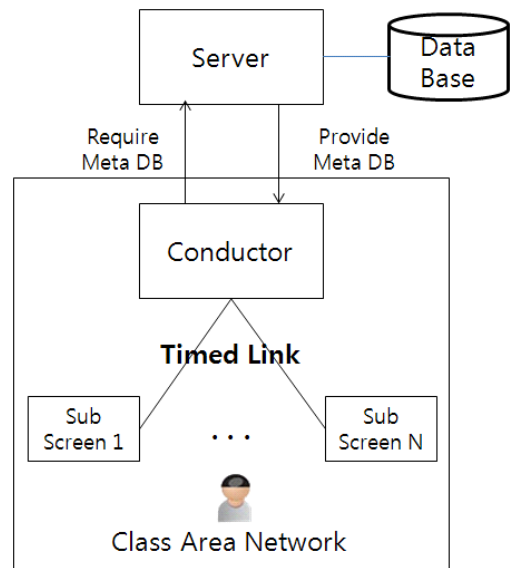 Server
Data
Base
Require
Meta DB
Provide
Meta DB
Conductor
Timed Link
Sub
Screen 1
. . .
Sub
Screen N
Class Area Network